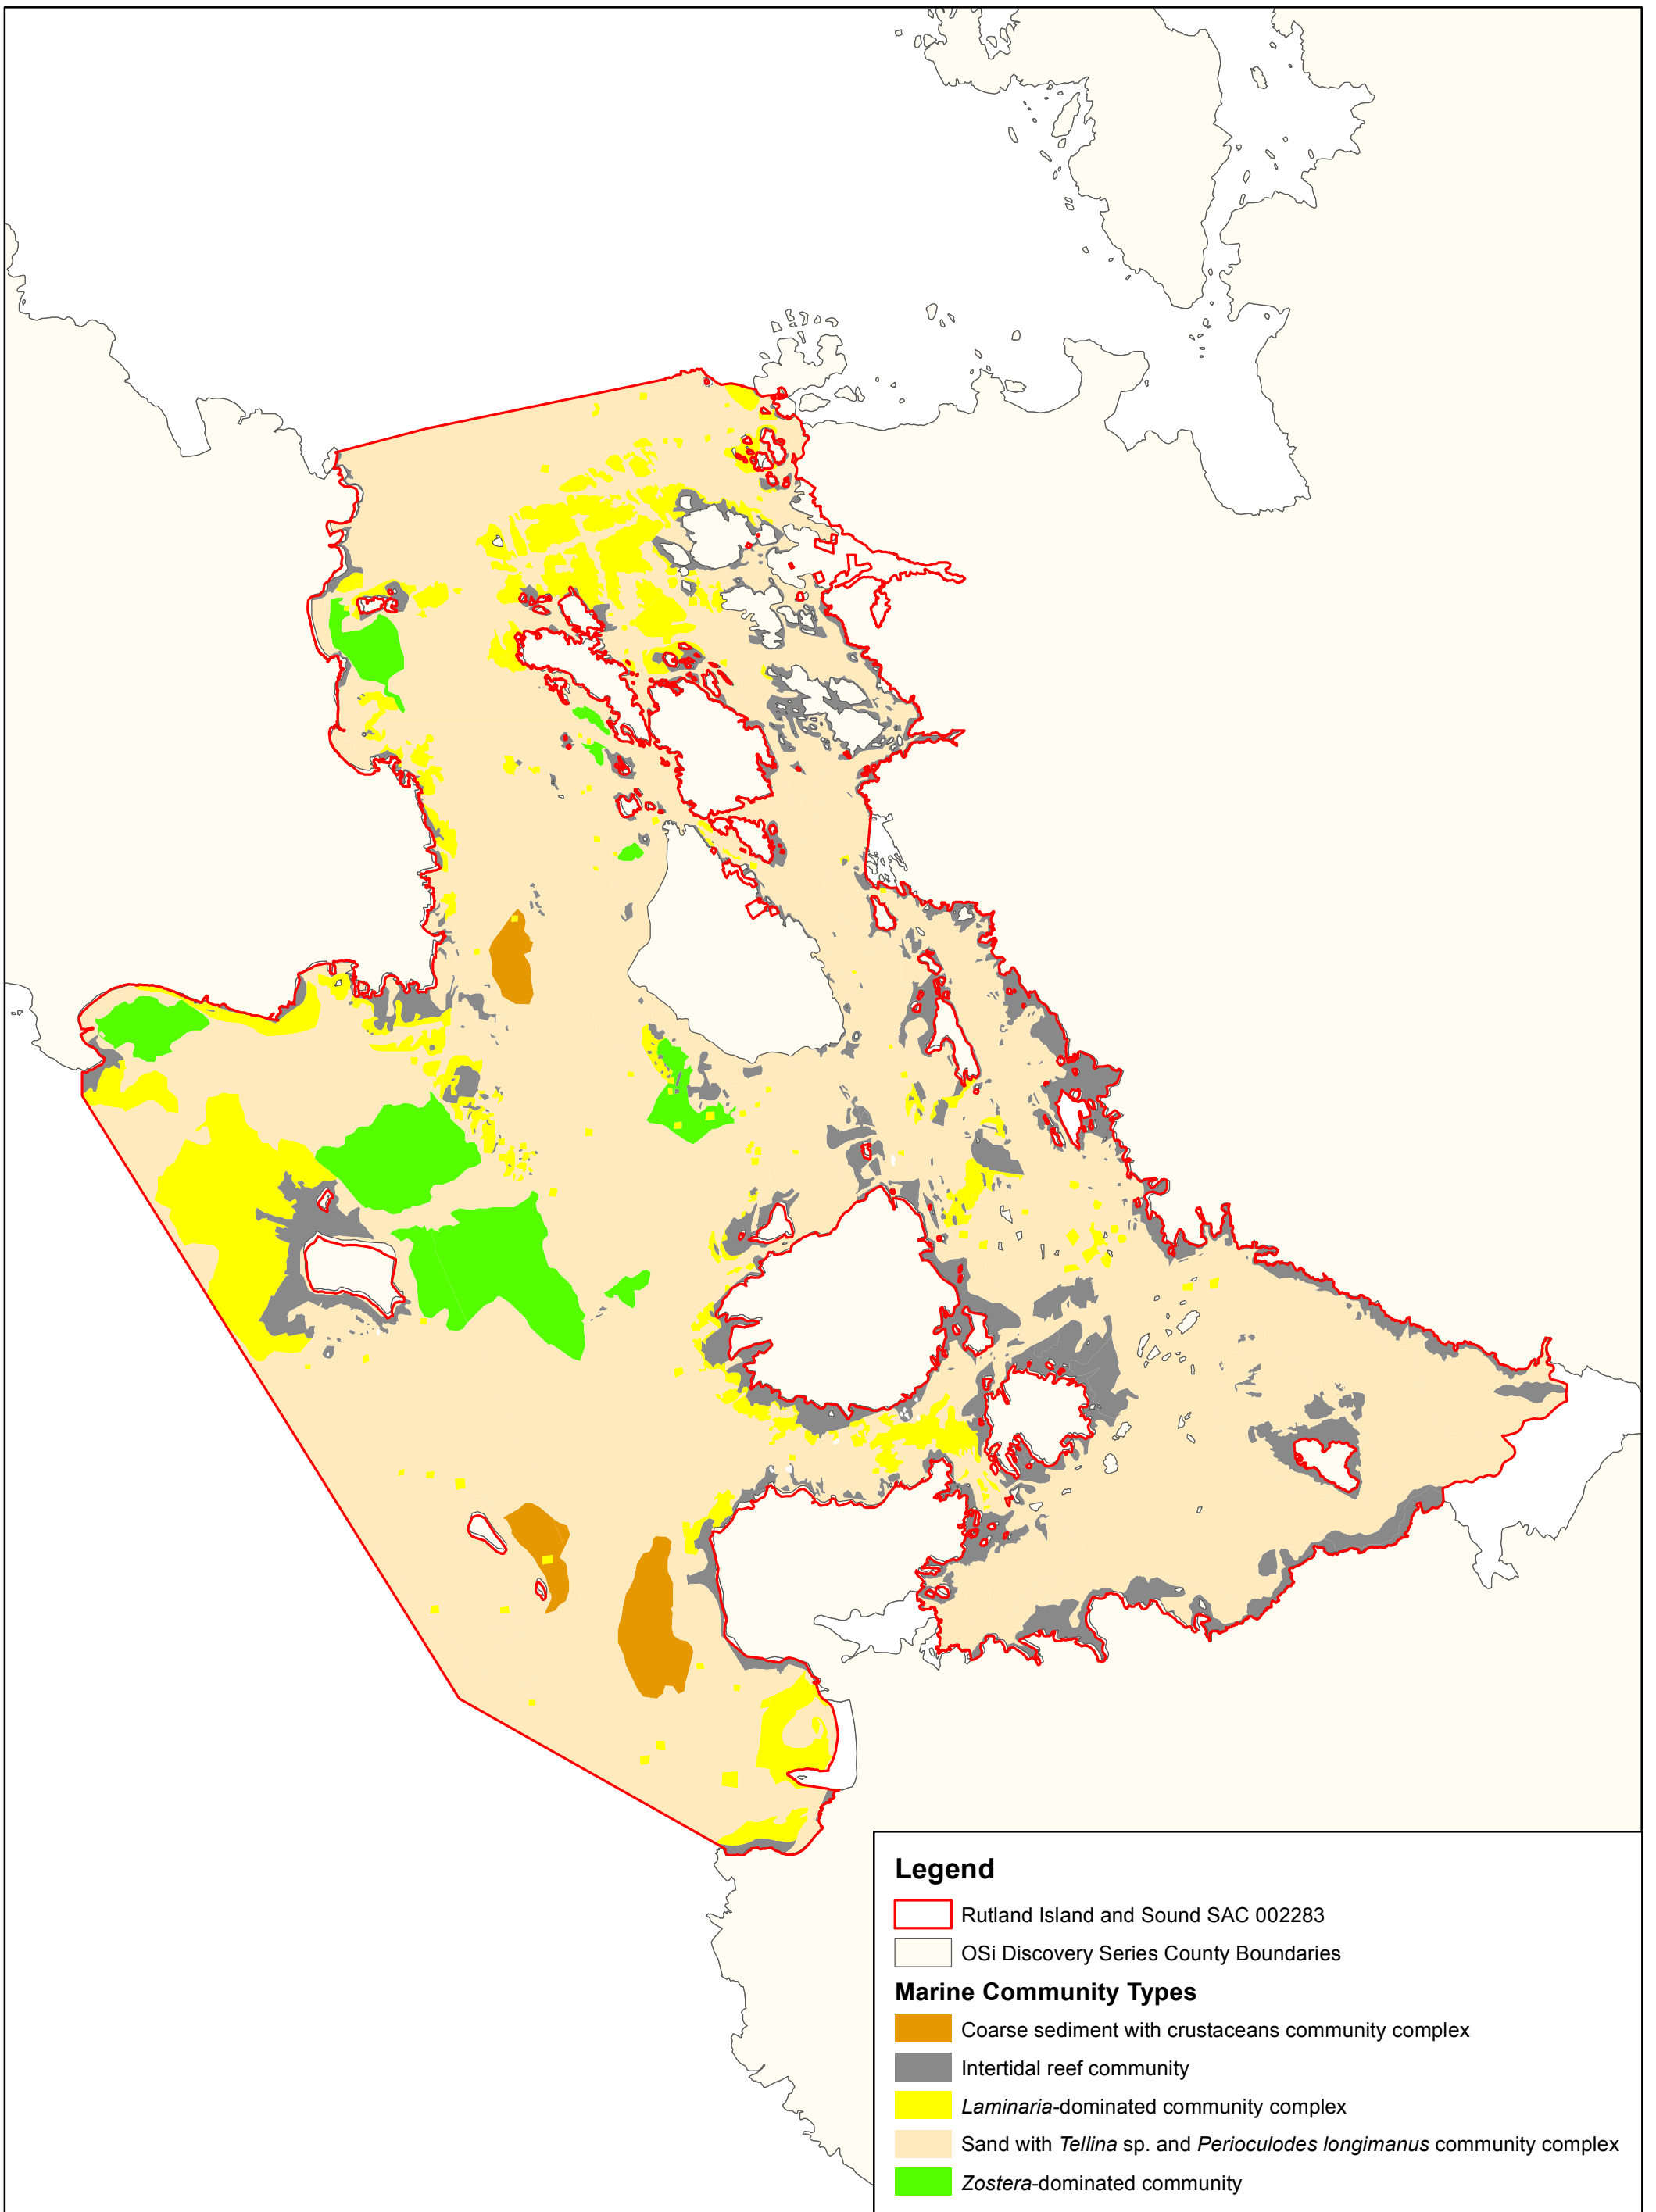 Legend
Rutland Island and Sound SAC 002283
OSi Discovery Series County Boundaries
Marine Community Types
Coarse sediment with crustaceans community complex
Intertidal reef community
Laminaria-dominated community complex
Sand with Tellina sp. and Perioculodes longimanus community complex
Zostera-dominated community